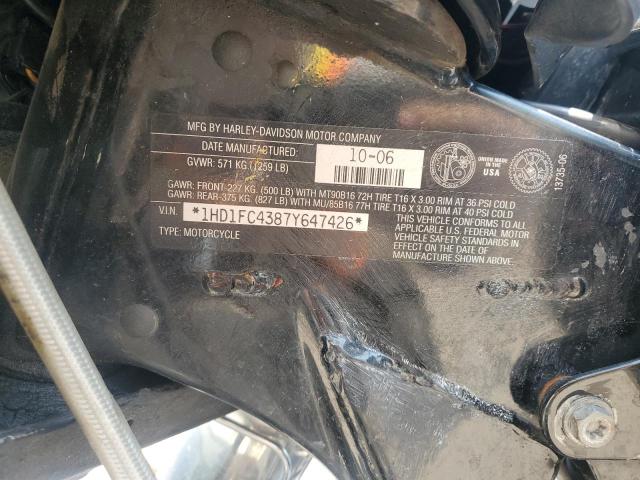 MFG BY HARLEY-DAVIDSON MOTOR COMPANY
DATE MANUFACTURED: 10-06
GVWR: 571 KG. (1259 LB)
GAWR: FRONT-227 KG. (500 LB) WITH MT90B16 72H TIRE T16 X 3.00 RIM AT 36 PSI COLD
GAWR: REAR-375 KG. (827 LB) WITH MU/85B16 77H TIRE T16 X 3.00 RIM AT 40 PSI COLD
V.I.N. *1HD1FC4387Y647426*
TYPE: MOTORCYCLE
THIS VEHICLE CONFORMS TO ALL
APPLICABLE U.S. FEDERAL MOTOR
VEHICLE SAFETY STANDARDS IN
EFFECT ON THE DATE OF
MANUFACTURE SHOWN ABOVE.
UNION MADE
IN THE
USA
13735-06